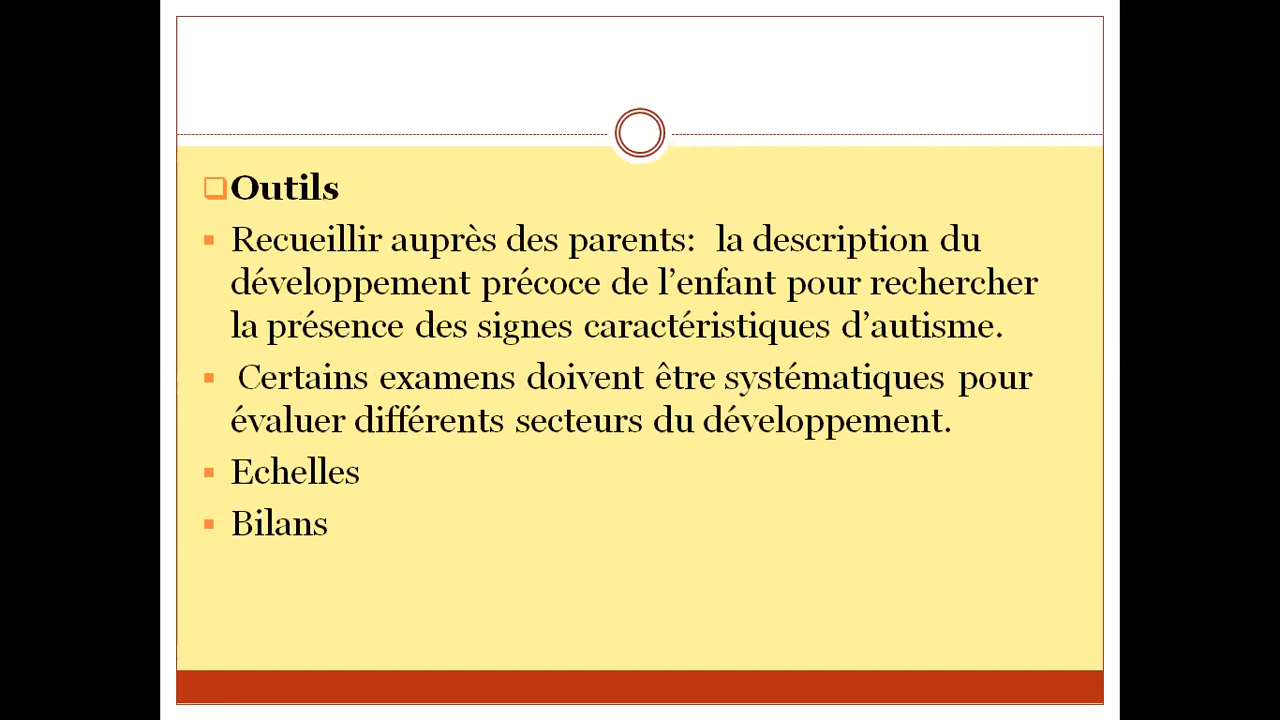 Outils
Recueillir auprès des parents: la description du
développement précoce de l’enfant pour rechercher
la présence des signes caractéristiques d’autisme.
Certains examens doivent être systématiques pour
évaluer différents secteurs du développement.
Echelles
Bilans